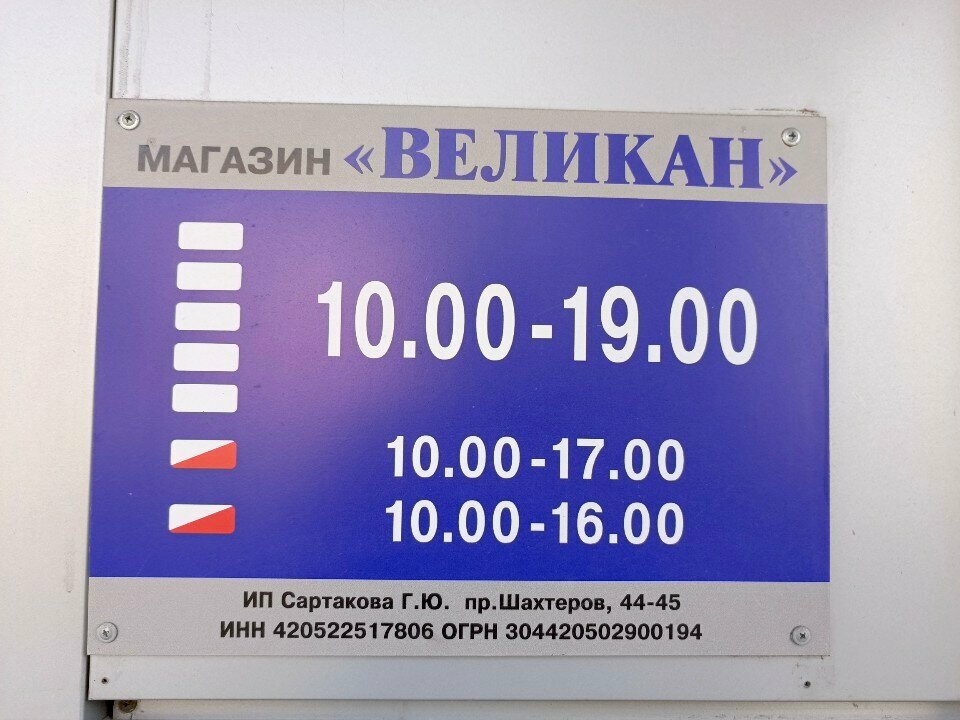 МАГАЗИН «ВЕЛИКАН»
10.00-19.00
10.00-17.00
10.00-16.00
ИП Сартакова Г.Ю. пр.Шахтеров, 44-45
ИНН 420522517806 ОГРН 304420502900194